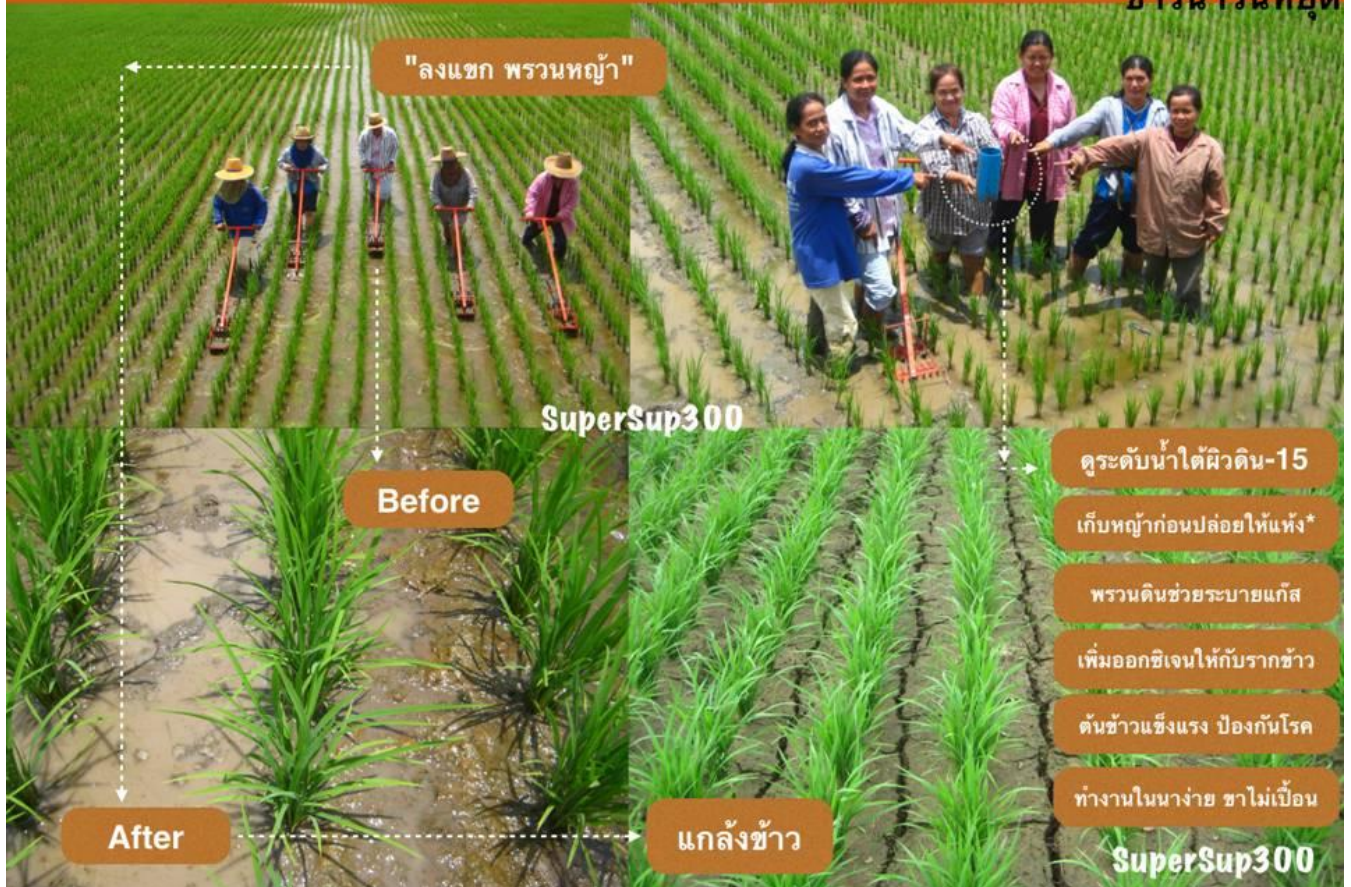 "ลงแขก พรวนหญ้า"
SuperSup300
Before
After
แกล้งข้าว
ดูระดับน้ำใต้ผิวดิน-15
เก็บหญ้าก่อนปล่อยให้แห้ง*
พรวนดินช่วยระบายแก๊ส
เพิ่มออกซิเจนให้กับรากข้าว
ต้นข้าวแข็งแรง ป้องกันโรค
ทำงานในนาง่าย ขาไม่เปื้อน
SuperSup300